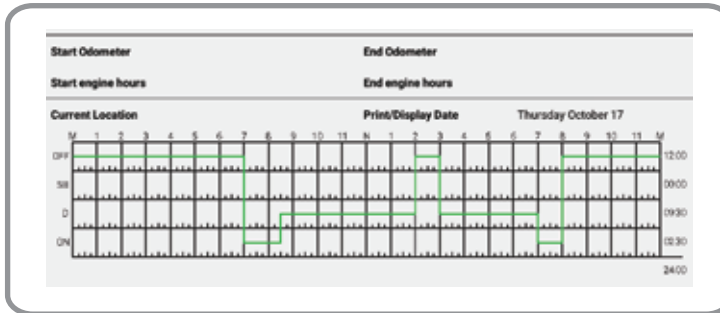 Start Odometer End Odometer
Start engine hours End engine hours
Current Location Print/Display Date Thursday October 17
M 1 2 3 4 5 6 7 8 9 10 11 N 1 2 3 4 5 6 7 8 9 10 11 M
OFF 12:00
SB 00:00
D 09:30
ON 02:30
24:00